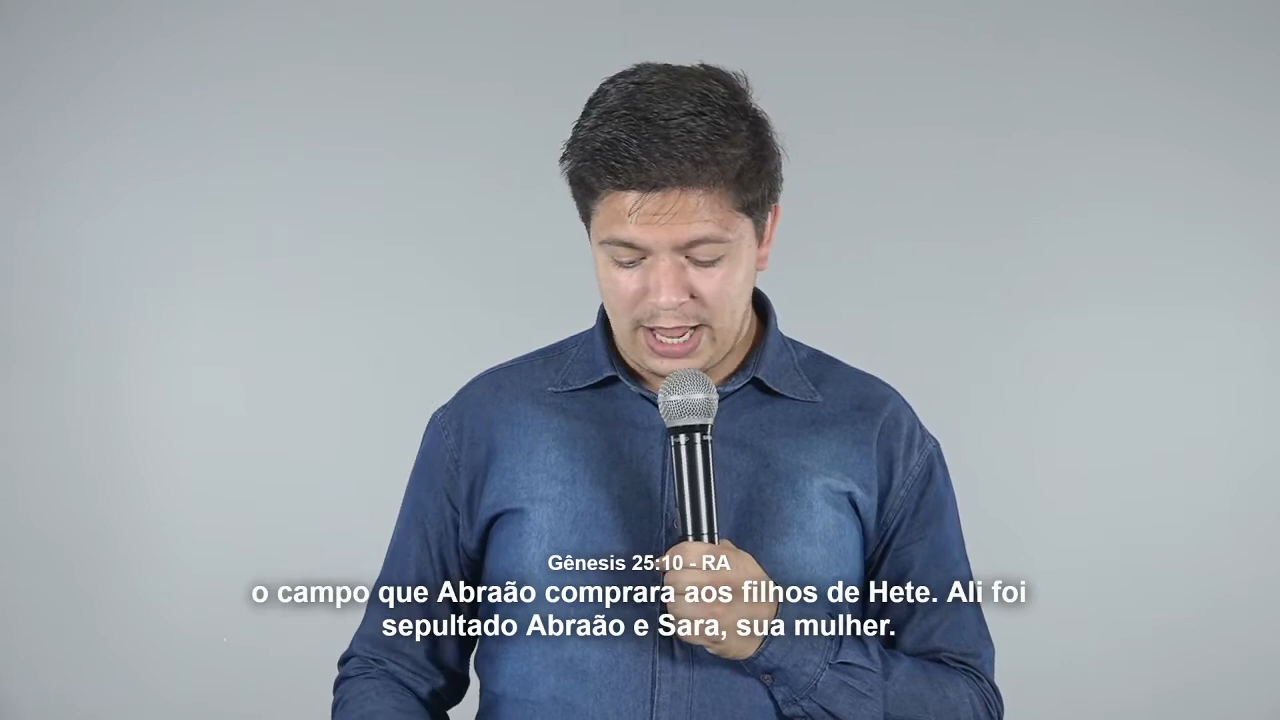 Gênesis 25:10 - RA
o campo que Abraão comprara aos filhos de Hete. Ali foi
sepultado Abraão e Sara, sua mulher.